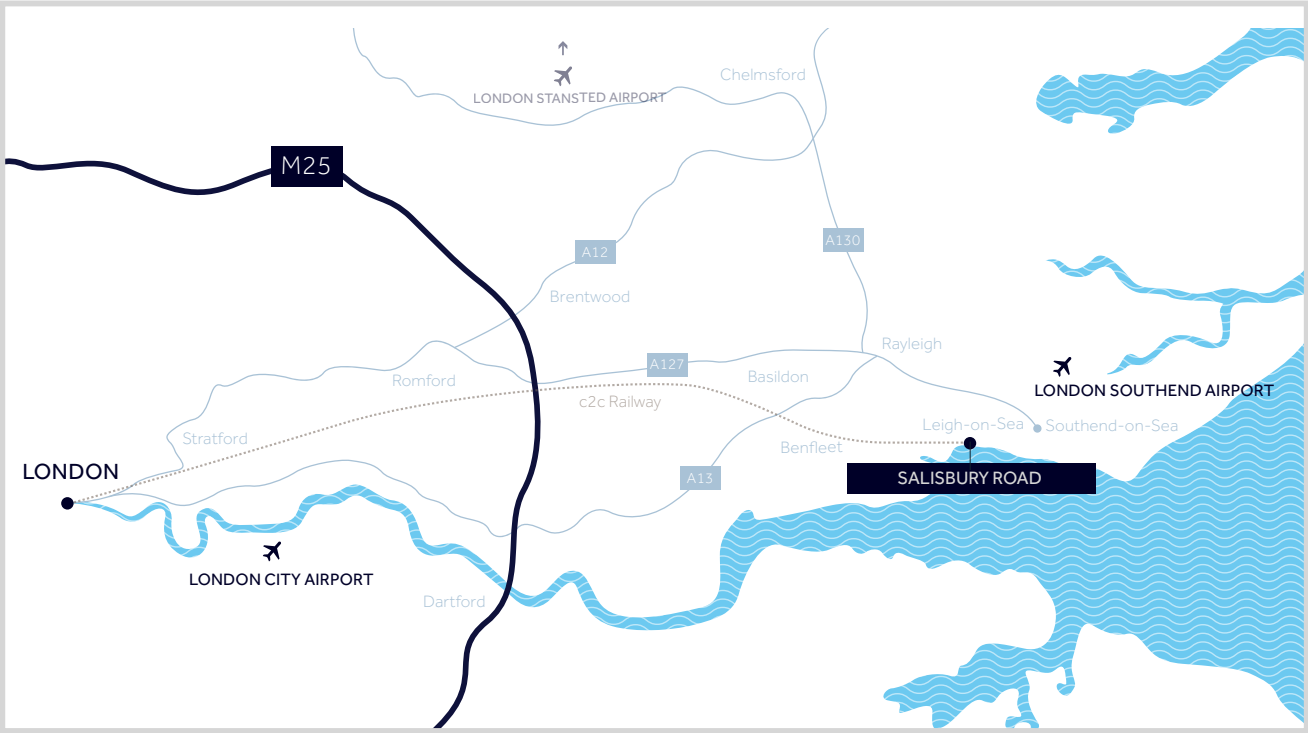 Chelmsford
LONDON STANSTED AIRPORT
M25
A130
A12
Brentwood
Rayleigh
A127
Basildon
Romford
LONDON SOUTHEND AIRPORT
c2c Railway
Leigh-on-Sea
Southend-on-Sea
Stratford
Benfleet
LONDON
A13
SALISBURY ROAD
LONDON CITY AIRPORT
Dartford